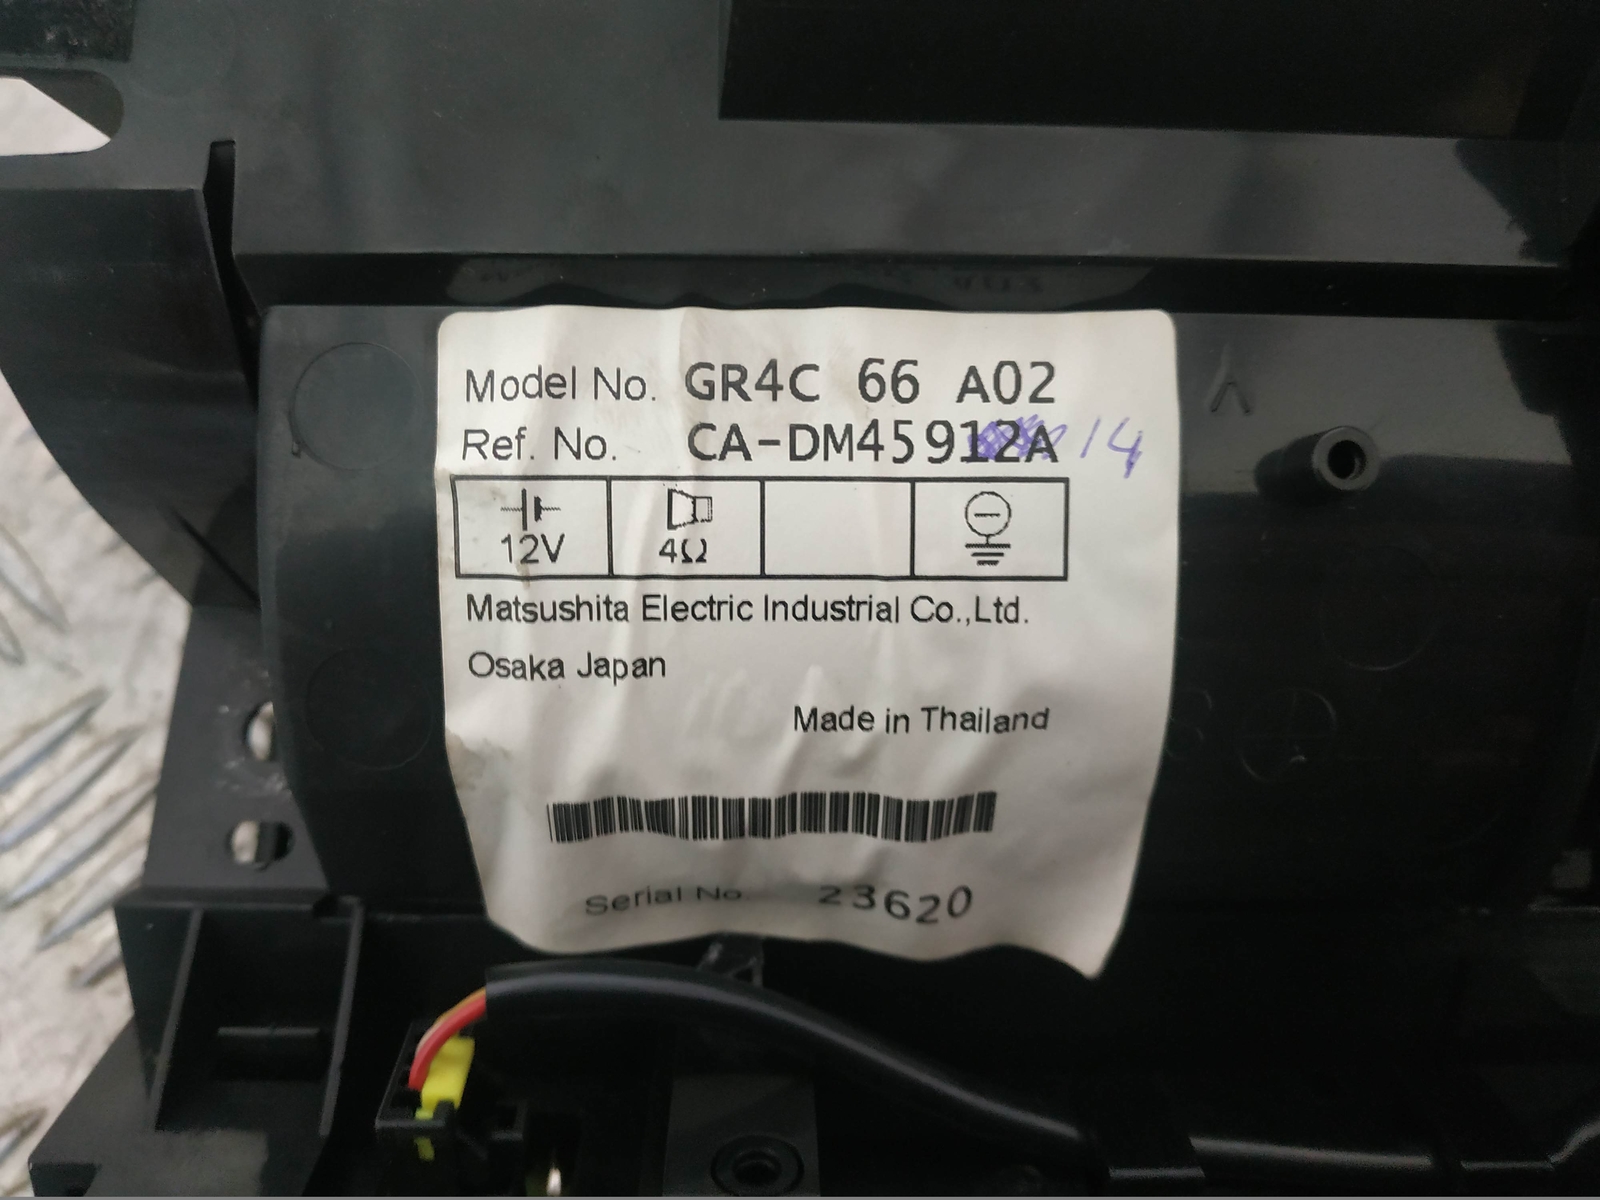 Model No. GR4C 66 A02
Ref. No. CA-DM45912A 14
12V 4Ω
Matsushita Electric Industrial Co.,Ltd.
Osaka Japan
Made in Thailand
Serial No. 23620